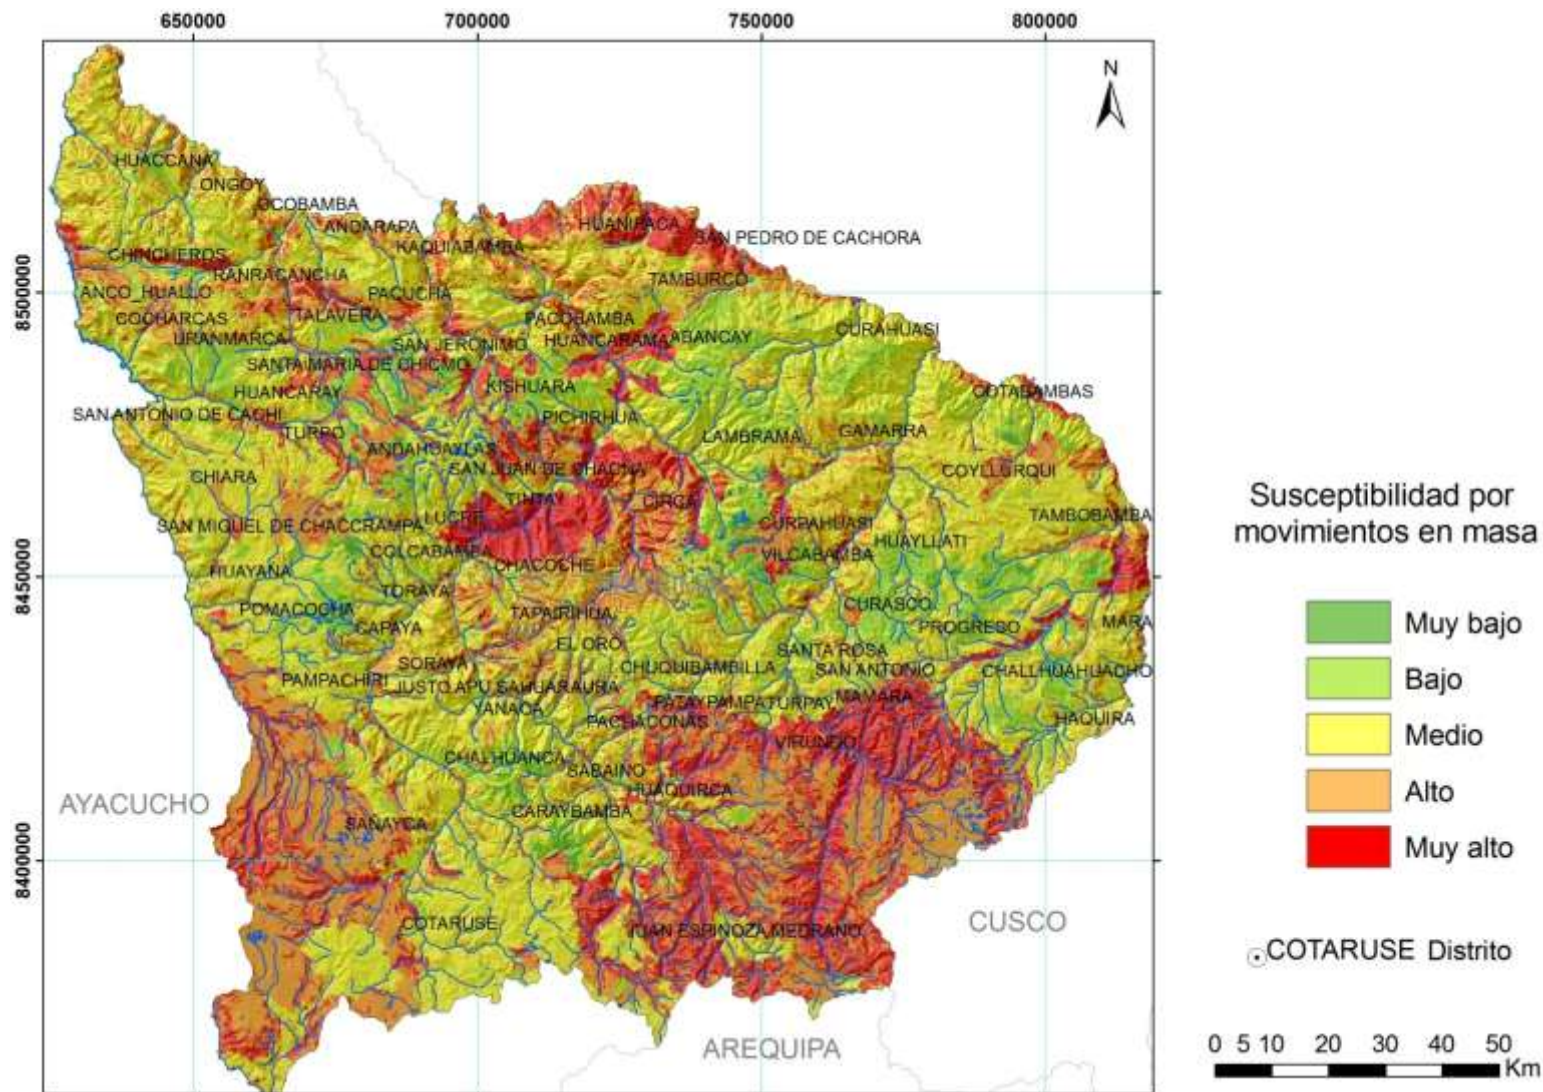 650000 700000 750000 800000
N
HUACCANA
ONGOY
OCOBAMBA
ANDARAPA
HUANIPACA
KAQUIABAMBA
SAN PEDRO DE CACHORA
CHINCHEROS
RANRACANCHA
TAMBURCO
ANCO_HUALLO
PACUCHA
8500000
COCHARCAS
TALAVERA
PACOBAMBA
CURAHUASI
URANMARCA
SAN JERONIMO
HUANCARAMA
ABANCAY
SANTA MARIA DE CHICMO
HUANCARAY
KISHUARA
COTABAMBAS
SAN ANTONIO DE CACHI
PICHIRHUA
TURPO
LAMBRAMA
GAMARRA
ANDAHUAYLAS
CHIARA
SAN JUAN DE CHACÑA
COYLLURQUI
TINTAY
CIRCA
SAN MIGUEL DE CHACCRAMPA
LUCRE
CURPAHUASI
TAMBOBAMBA
HUAYLLATI
COLCABAMBA
VILCABAMBA
HUAYANA
CHACOCHE
8450000
TORAYA
POMACOCHA
TAPAIRIHUA
CURASCO
CAPAYA
PROGRESO
MARA
EL ORO
SANTA ROSA
SORAYA
CHUQUIBAMBILLA
SAN ANTONIO
CHALLHUAHUACHO
PAMPACHIRI
JUSTO APU SAHUARAURA
MAMARA
YANACA
PATAYPAMPA
TURPAY
PACHACONAS
HAQUIRA
VIRUNDO
CHALHUANCA
SABAINO
HUAQUIRCA
AYACUCHO
CARAYBAMBA
SAÑAYCA
8400000
COTARUSE
JUAN ESPINOZA MEDRANO
CUSCO
AREQUIPA
Susceptibilidad por
movimientos en masa
Muy bajo
Bajo
Medio
Alto
Muy alto
COTARUSE Distrito
0 5 10 20 30 40 50
Km